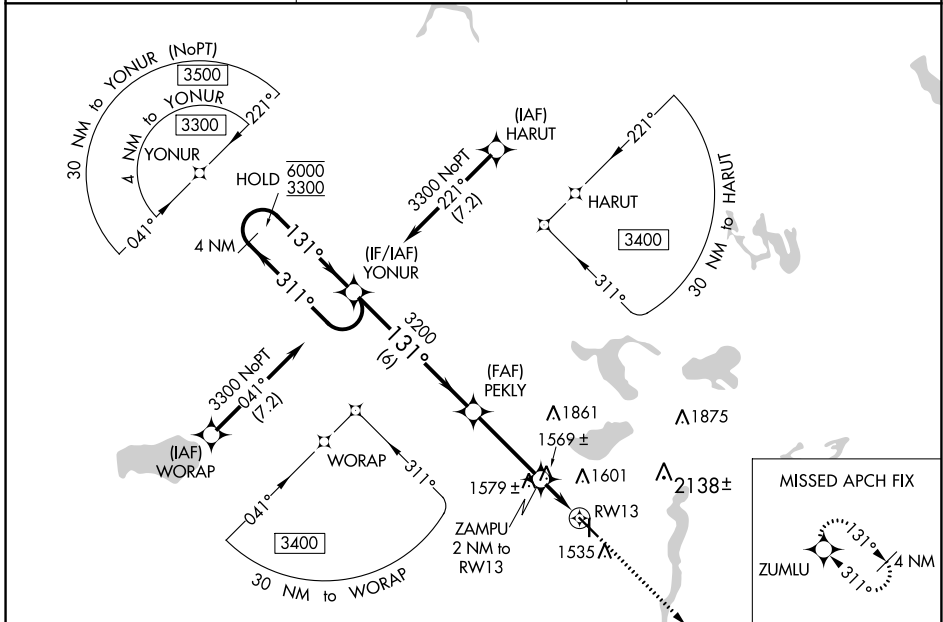 30 NM to YONUR (NoPT)
3500
4 NM to YONUR
3300
221°
YONUR
041°
HOLD
6000
3300
4 NM
131°
311°
(IF/IAF)
YONUR
(IAF)
HARUT
3300 NoPT
221°
(7.2)
221°
HARUT
3400
311°
30 NM to HARUT
3200
131°
(6)
(FAF)
PEKLY
3300 NoPT
041°
(7.2)
(IAF)
WORAP
WORAP
041°
311°
3400
30 NM to WORAP
1861
1875
1569 ±
1579 ±
1601
2138±
ZAMPU
2 NM to
RW13
RW13
1535
MISSED APCH FIX
131°
4 NM
ZUMLU
311°